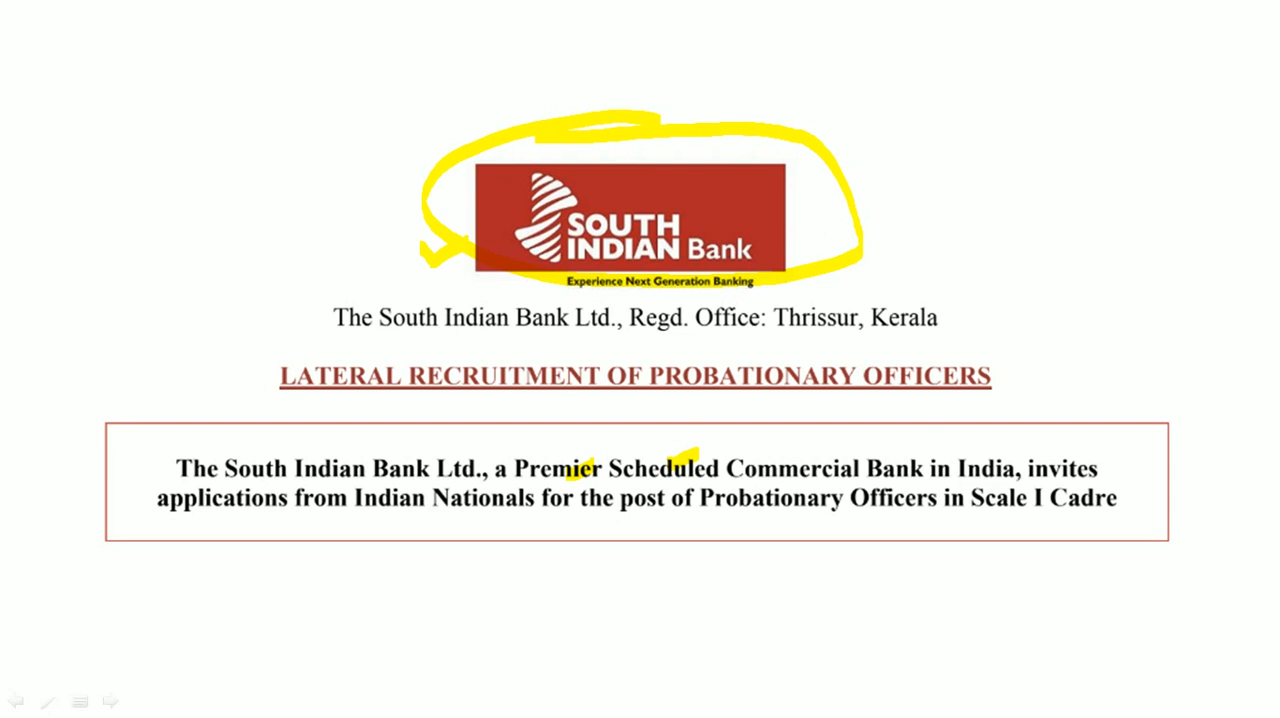 SOUTH
INDIAN Bank
Experience Next Generation Banking
The South Indian Bank Ltd., Regd. Office: Thrissur, Kerala
LATERAL RECRUITMENT OF PROBATIONARY OFFICERS
The South Indian Bank Ltd., a Premier Scheduled Commercial Bank in India, invites
applications from Indian Nationals for the post of Probationary Officers in Scale I Cadre